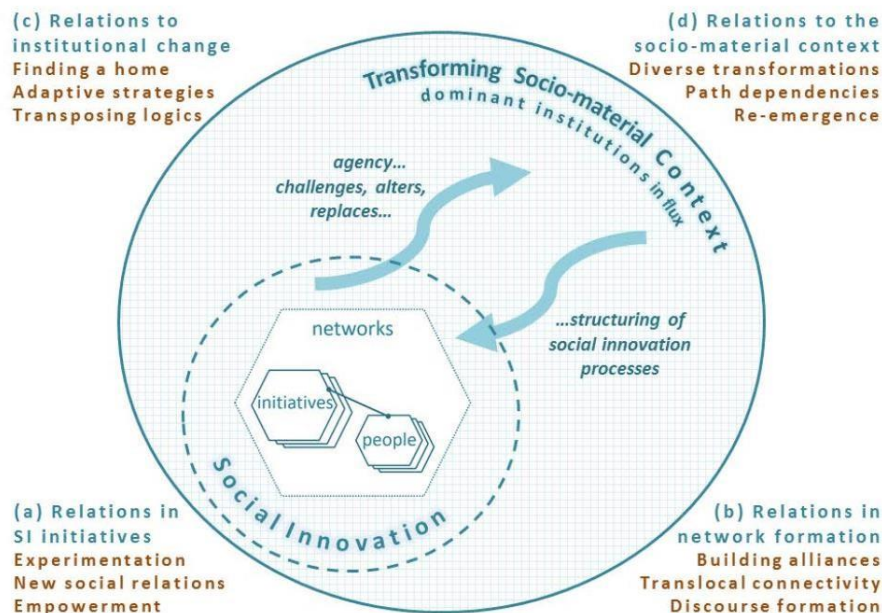 (c) Relations to
institutional change
Finding a home
Adaptive strategies
Transposing logics
(d) Relations to the
socio-material context
Diverse transformations
Path dependencies
Re-emergence
Transforming Socio-material Context
dominant institutions in flux
agency...
challenges, alters,
replaces...
...structuring of
social innovation
processes
networks
initiatives
people
Social Innovation
(a) Relations in
SI initiatives
Experimentation
New social relations
Empowerment
(b) Relations in
network formation
Building alliances
Translocal connectivity
Discourse formation